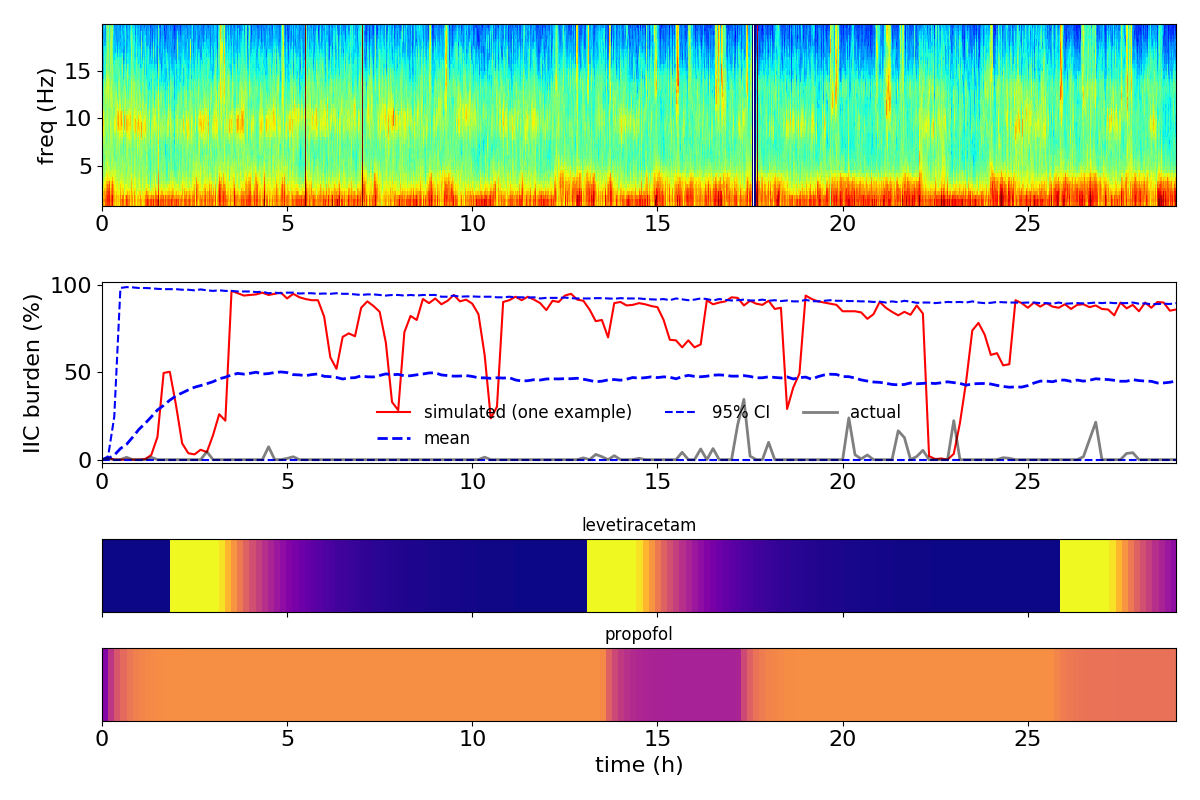 freq (Hz)
15
10
5
0 5 10 15 20 25
IIC burden (%)
100
50
0
simulated (one example) 95% CI actual
mean
0 5 10 15 20 25
levetiracetam
propofol
0 5 10 15 20 25
time (h)